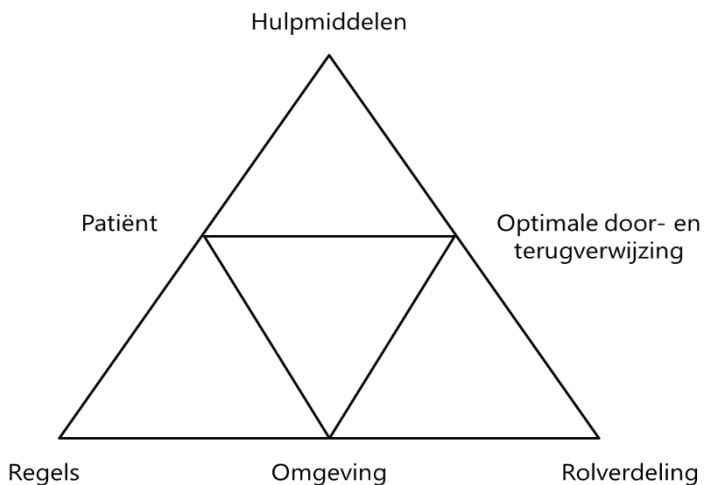 Hulpmiddelen
Patiënt
Optimale door- en
terugverwijzing
Regels
Omgeving
Rolverdeling